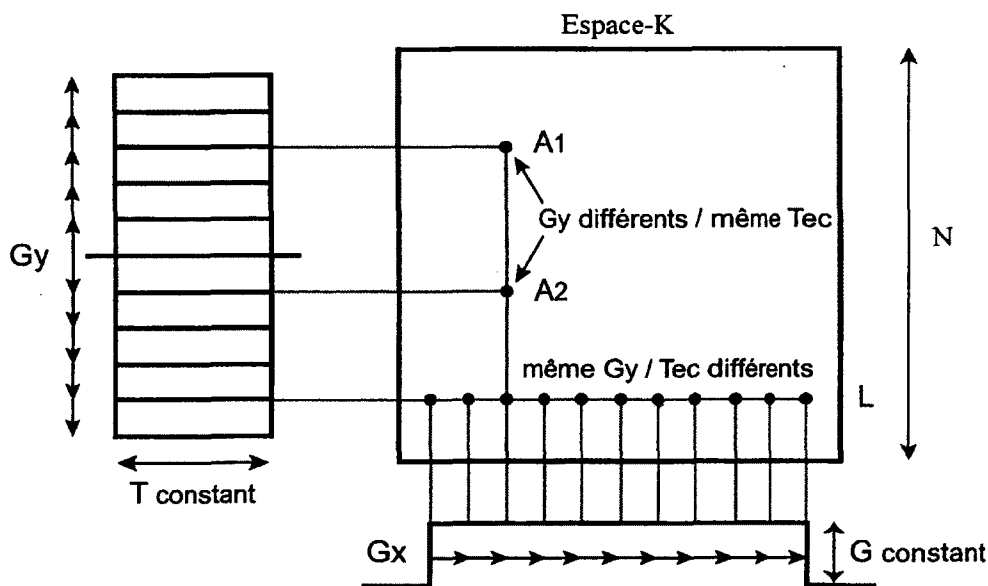 Espace-K
A1
Gy différents / même Tec
Gy
N
A2
même Gy / Tec différents
L
T constant
Gx
G constant